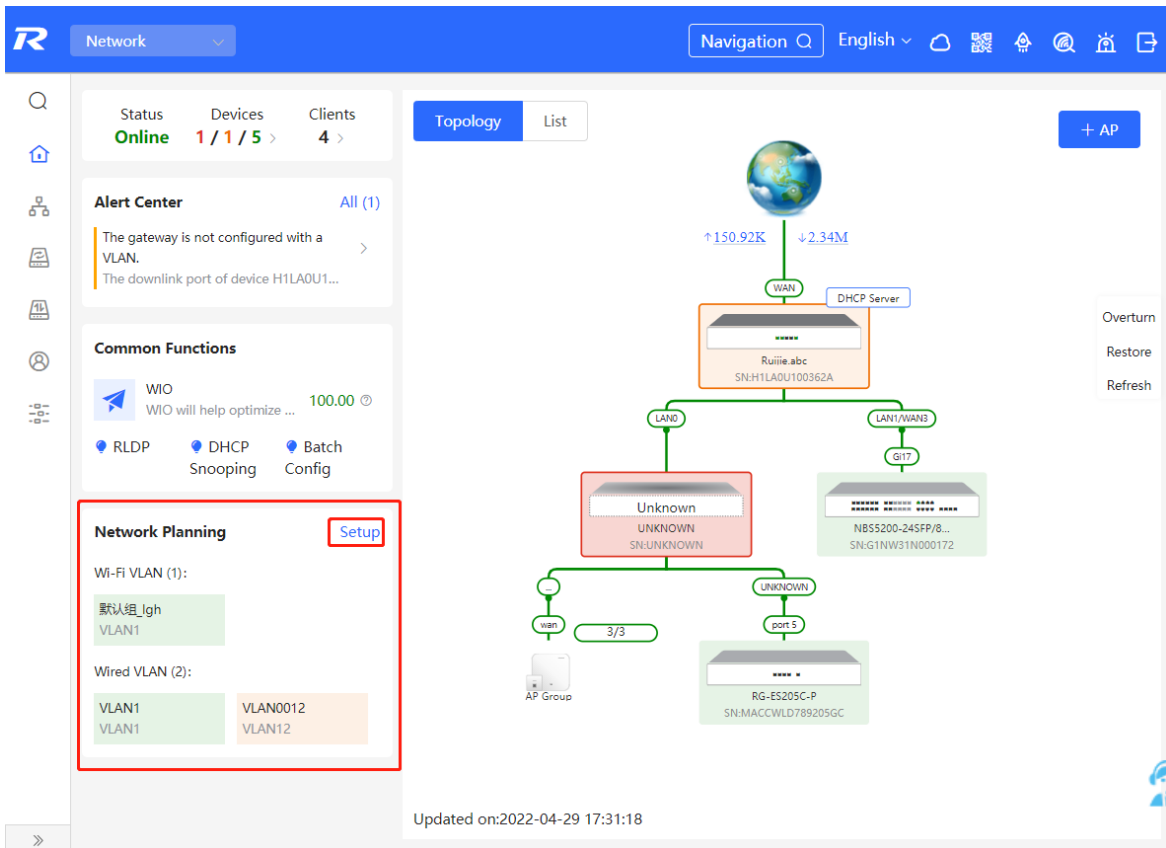 Network
Navigation
English
Status Devices Clients
Online 1 / 1 / 5 > 4 >
Alert Center All (1)
The gateway is not configured with a
VLAN.
The downlink port of device H1LA0U1...
Common Functions
WIO
WIO will help optimize ... 100.00
RLDP DHCP Batch
Snooping Config
Network Planning Setup
Wi-Fi VLAN (1):
默认组_lgh
VLAN1
Wired VLAN (2):
VLAN1 VLAN0012
VLAN1 VLAN12
Topology List
+ AP
↑150.92K ↓2.34M
WAN
DHCP Server
Ruijie.abc
SN:H1LA0U100362A
Overturn
Restore
Refresh
LAN0 LAN1/WAN3
Gi17
Unknown
UNKNOWN
SN:UNKNOWN
NBS5200-24SFP/8...
SN:G1NW31N000172
... UNKNOWN
wan 3/3 port 5
AP Group
RG-ES205C-P
SN:MACCWLD789205GC
Updated on:2022-04-29 17:31:18